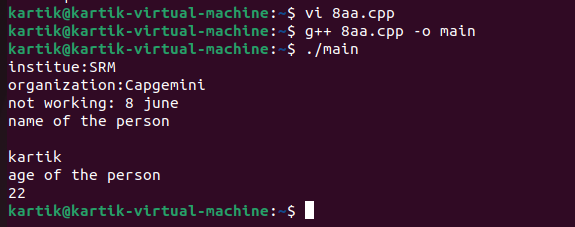 kartik@kartik-virtual-machine:~$ vi 8aa.cpp
kartik@kartik-virtual-machine:~$ g++ 8aa.cpp -o main
kartik@kartik-virtual-machine:~$ ./main
institue:SRM
organization:Capgemini
not working: 8 june
name of the person
kartik
age of the person
22
kartik@kartik-virtual-machine:~$